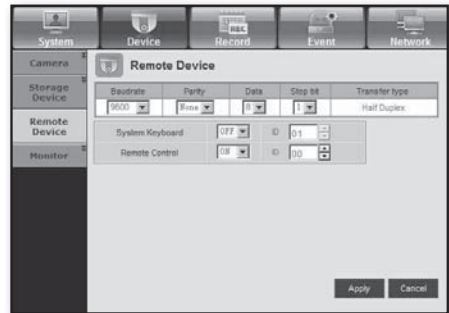 System Device Record Event Network
REC
Camera
Storage Device
Remote Device
Monitor
Remote Device
Baudrate Parity Data Stop bit Transfer type
9600 None 8 1 Half Duplex
System Keyboard OFF ID 01
Remote Control ON ID 00
Apply Cancel